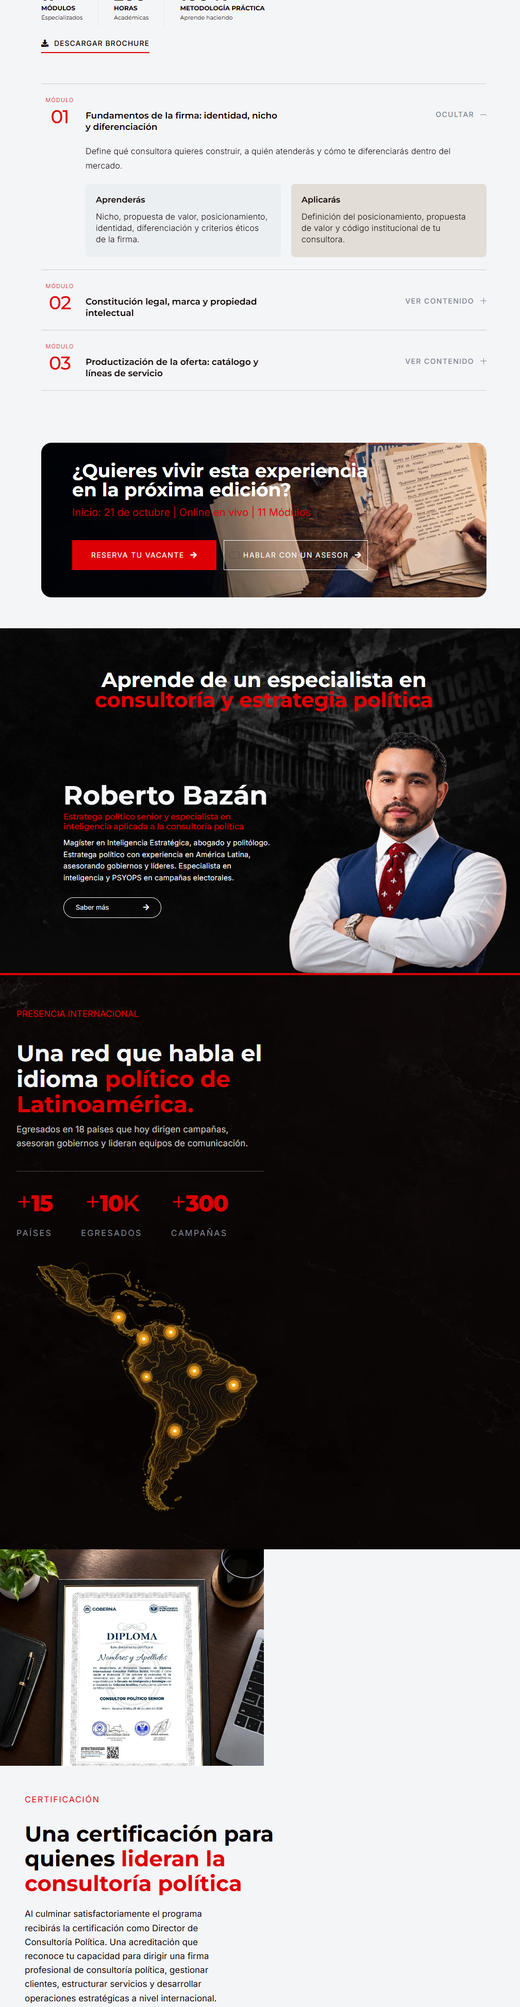 MÓDULOS
Especializados
HORAS
Académicas
METODOLOGÍA PRÁCTICA
Aprende haciendo
DESCARGAR BROCHURE
MÓDULO
01
Fundamentos de la firma: identidad, nicho
y diferenciación
OCULTAR
Define qué consultora quieres construir, a quién atenderás y cómo te diferenciarás dentro del
mercado.
Aprenderás
Nicho, propuesta de valor, posicionamiento,
identidad, diferenciación y criterios éticos
de la firma.
Aplicarás
Definición del posicionamiento, propuesta
de valor y código institucional de tu
consultora.
MÓDULO
02
Constitución legal, marca y propiedad
intelectual
VER CONTENIDO
MÓDULO
03
Productización de la oferta: catálogo y
líneas de servicio
VER CONTENIDO
¿Quieres vivir esta experiencia
en la próxima edición?
Inicio: 21 de octubre | Online en vivo | 11 Módulos
RESERVA TU VACANTE
HABLAR CON UN ASESOR
Aprende de un especialista en
consultoría y estrategia política
Roberto Bazán
Estratega político senior y especialista en
inteligencia aplicada a la consultoría política
Magíster en Inteligencia Estratégica, abogado y politólogo.
Estratega político con experiencia en América Latina,
asesorando gobiernos y líderes. Especialista en
inteligencia y PSYOPS en campañas electorales.
Saber más
PRESENCIA INTERNACIONAL
Una red que habla el
idioma político de
Latinoamérica.
Egresados en 18 países que hoy dirigen campañas,
asesoran gobiernos y lideran equipos de comunicación.
+15
PAÍSES
+10K
EGRESADOS
+300
CAMPAÑAS
GOBERNA
DIPLOMA
Nombres y Apellidos
CONSULTOR POLÍTICO SENIOR
CERTIFICACIÓN
Una certificación para
quienes lideran la
consultoría política
Al culminar satisfactoriamente el programa
recibirás la certificación como Director de
Consultoría Política. Una acreditación que
reconoce tu capacidad para dirigir una firma
profesional de consultoría política, gestionar
clientes, estructurar servicios y desarrollar
operaciones estratégicas a nivel internacional.